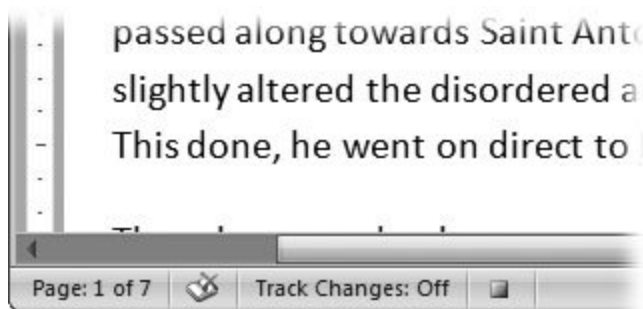 passed along towards Saint
slightly altered the disordered
This done, he went on direct to
Page: 1 of 7 Track Changes: Off